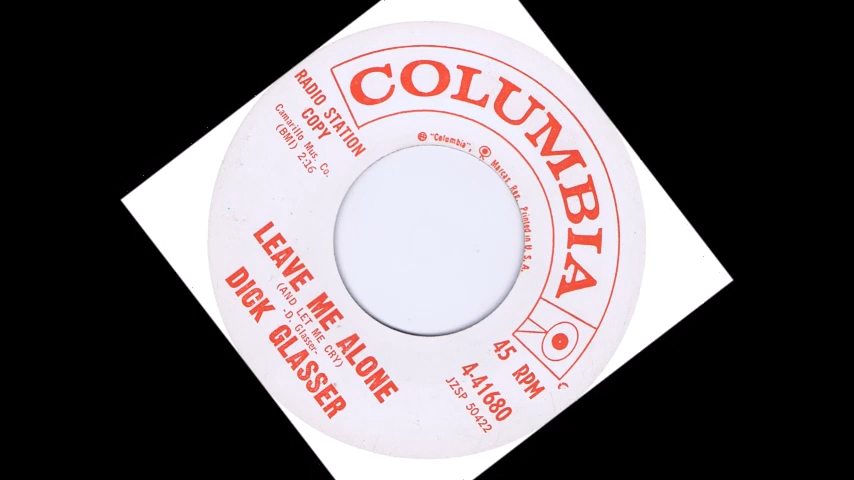 COLUMBIA
® "Columbia", Marcas Reg. Printed in U. S. A.
RADIO STATION
COPY
Camarillo Mus. Co.
(BMI) 2:16
45 RPM
4-41680
JZSP 50422
LEAVE ME ALONE
(AND LET ME CRY)
-D. Glasser-
DICK GLASSER